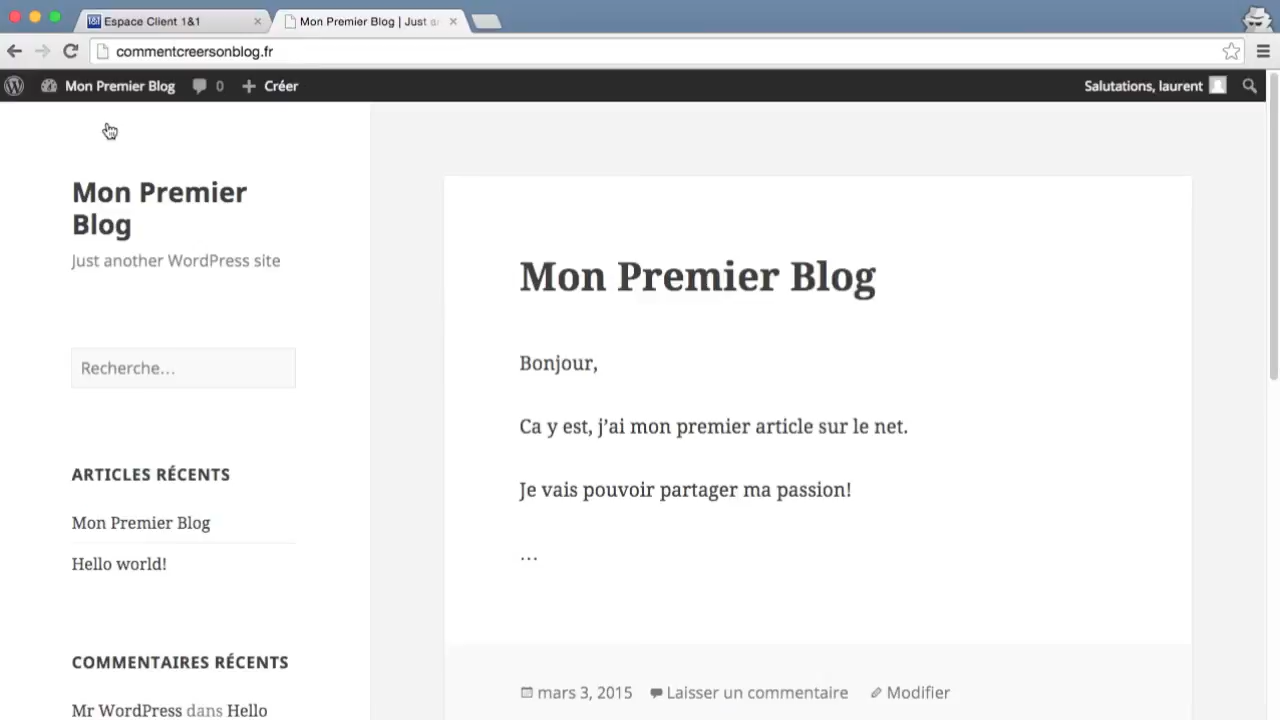 Espace Client 1&1
Mon Premier Blog | Just
commentcreersonblog.fr
Mon Premier Blog 0 Créer Salutations, laurent
Mon Premier
Blog
Just another WordPress site
Recherche…
ARTICLES RÉCENTS
Mon Premier Blog
Hello world!
COMMENTAIRES RÉCENTS
Mr WordPress dans Hello
Mon Premier Blog
Bonjour,
Ca y est, j’ai mon premier article sur le net.
Je vais pouvoir partager ma passion!
…
mars 3, 2015 Laisser un commentaire Modifier